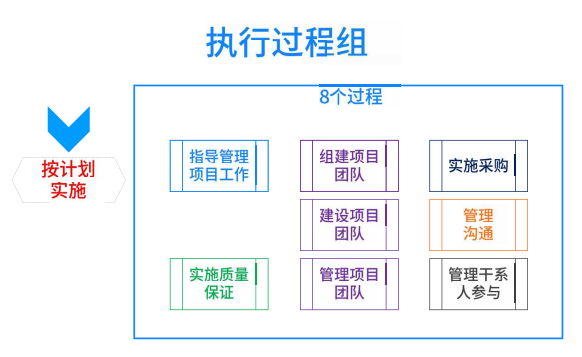 执行过程组
8个过程
按计划
实施
指导管理
项目工作
组建项目
团队
实施采购
建设项目
团队
管理
沟通
实施质量
保证
管理项目
团队
管理干系
人参与